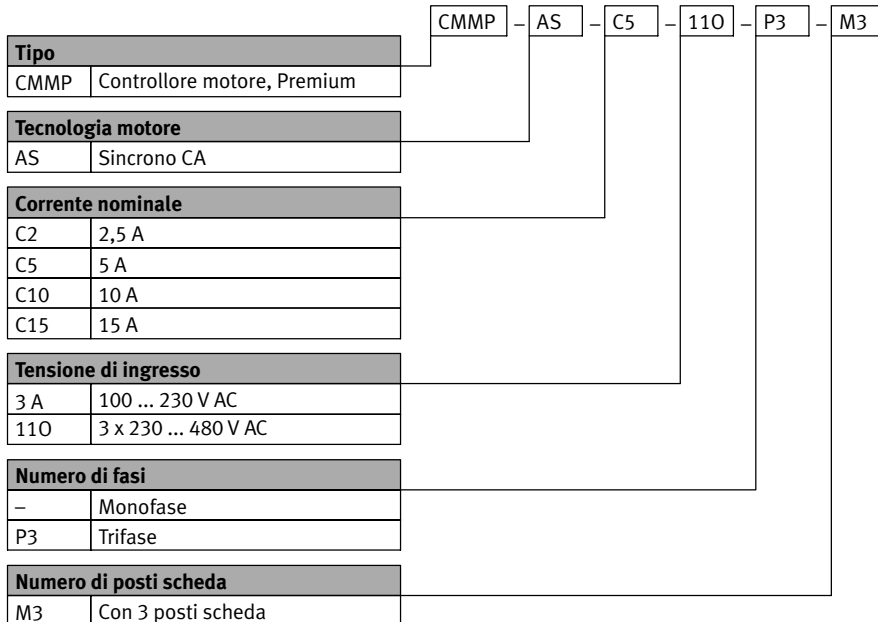 CMMP – AS – C5 – 11O – P3 – M3
Tipo
CMMP Controllore motore, Premium
Tecnologia motore
AS Sincrono CA
Corrente nominale
C2 2,5 A
C5 5 A
C10 10 A
C15 15 A
Tensione di ingresso
3 A 100 ... 230 V AC
11O 3 x 230 ... 480 V AC
Numero di fasi
– Monofase
P3 Trifase
Numero di posti scheda
M3 Con 3 posti scheda